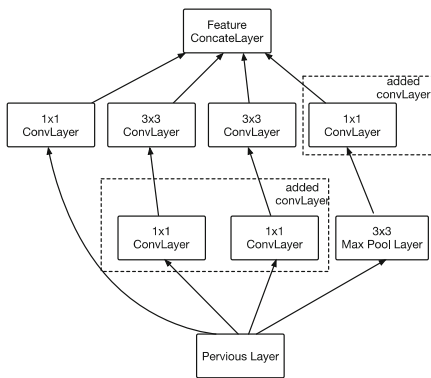 Feature
ConcateLayer
added
convLayer
1x1
ConvLayer
3x3
ConvLayer
3x3
ConvLayer
1x1
ConvLayer
added
convLayer
1x1
ConvLayer
1x1
ConvLayer
3x3
Max Pool Layer
Pervious Layer